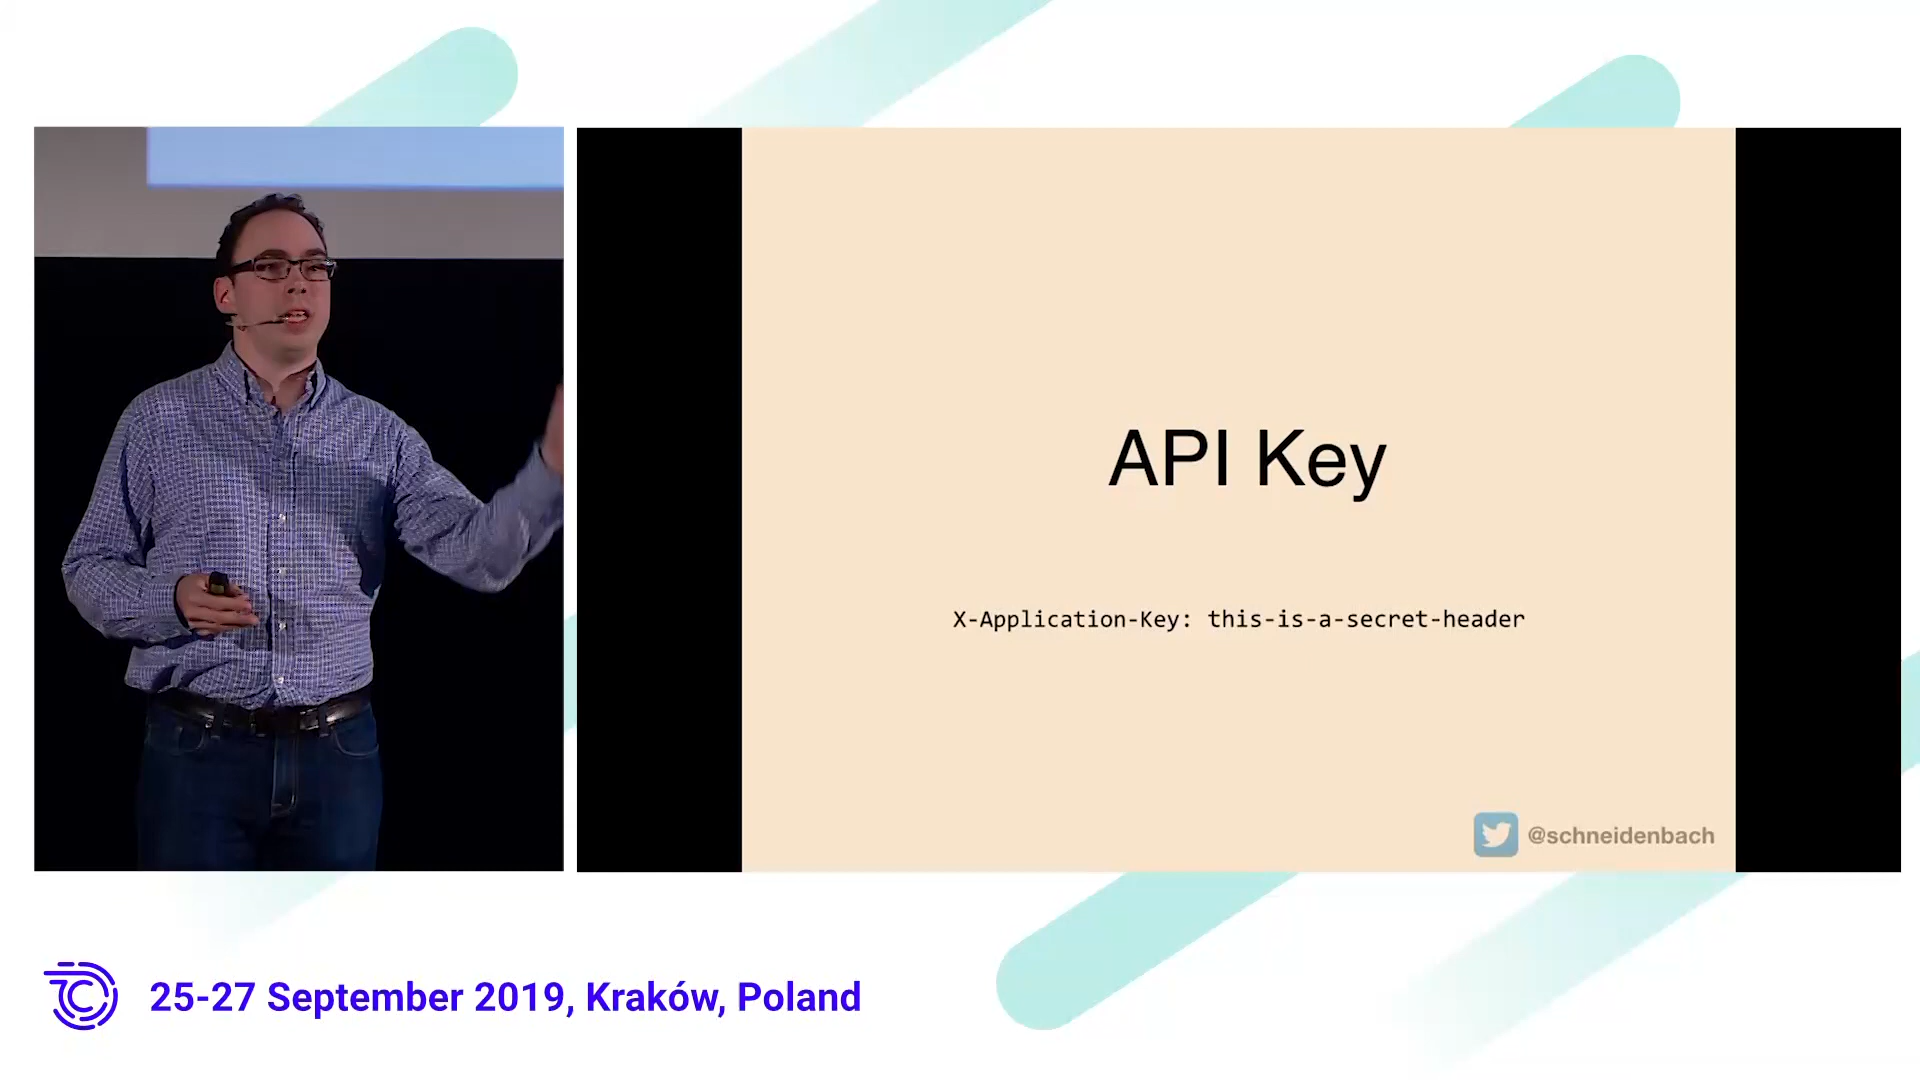 API Key
X-Application-Key: this-is-a-secret-header
@schneidenbach
25-27 September 2019, Kraków, Poland